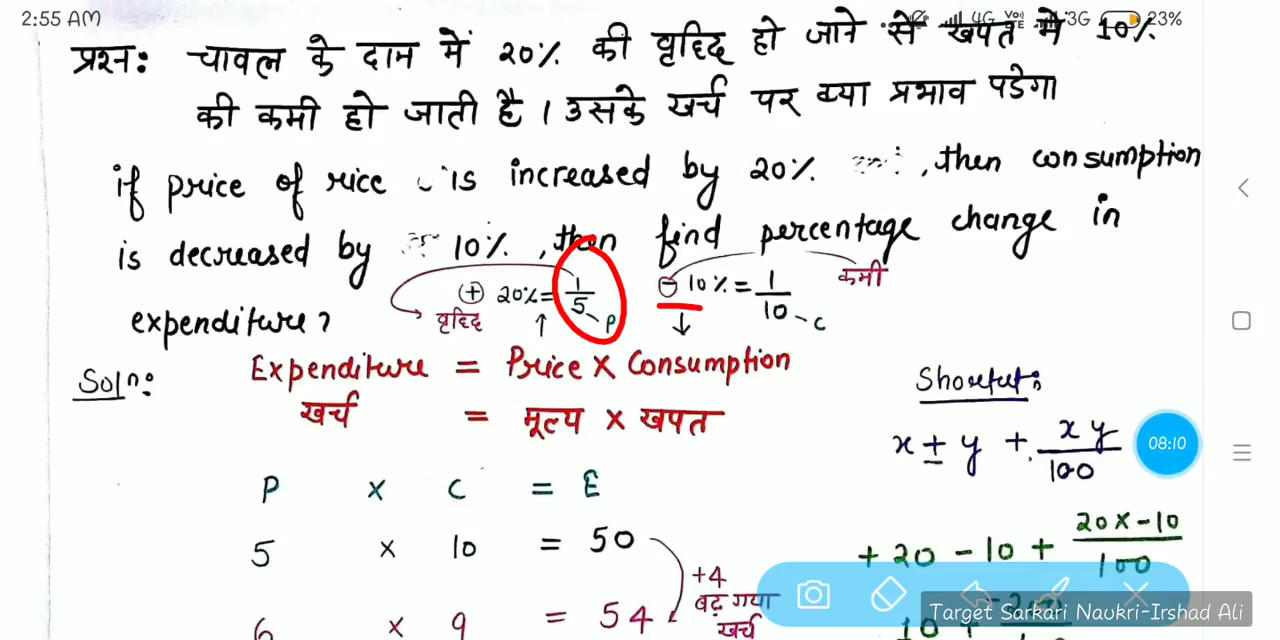 2:55 AM 4G VoD LTE 3G 23%
प्रश्नः चावल के दाम में 20% की वृध्दि हो जाने से खपत मे 10%
की कमी हो जाती है। उसके खर्च पर क्या प्रभाव पडेगा
if price of rice is increased by 20% , then consumption
is decreased by 10% , then find percentage change in
expenditure?
(+) 20% = 1/5 P
वृध्दि ↑
(-) 10% = 1/10 C
कमी ↓
Soln:
Expenditure = Price × Consumption
खर्च = मूल्य × खपत
P × C = E
5 × 10 = 50
6 × 9 = 54
+4
बढ़ गया
खर्च
Shortcut:
x ± y + xy/100
+ 20 - 10 + 20x-10/100
08:10
Target Sarkari Naukri-Irshad Ali